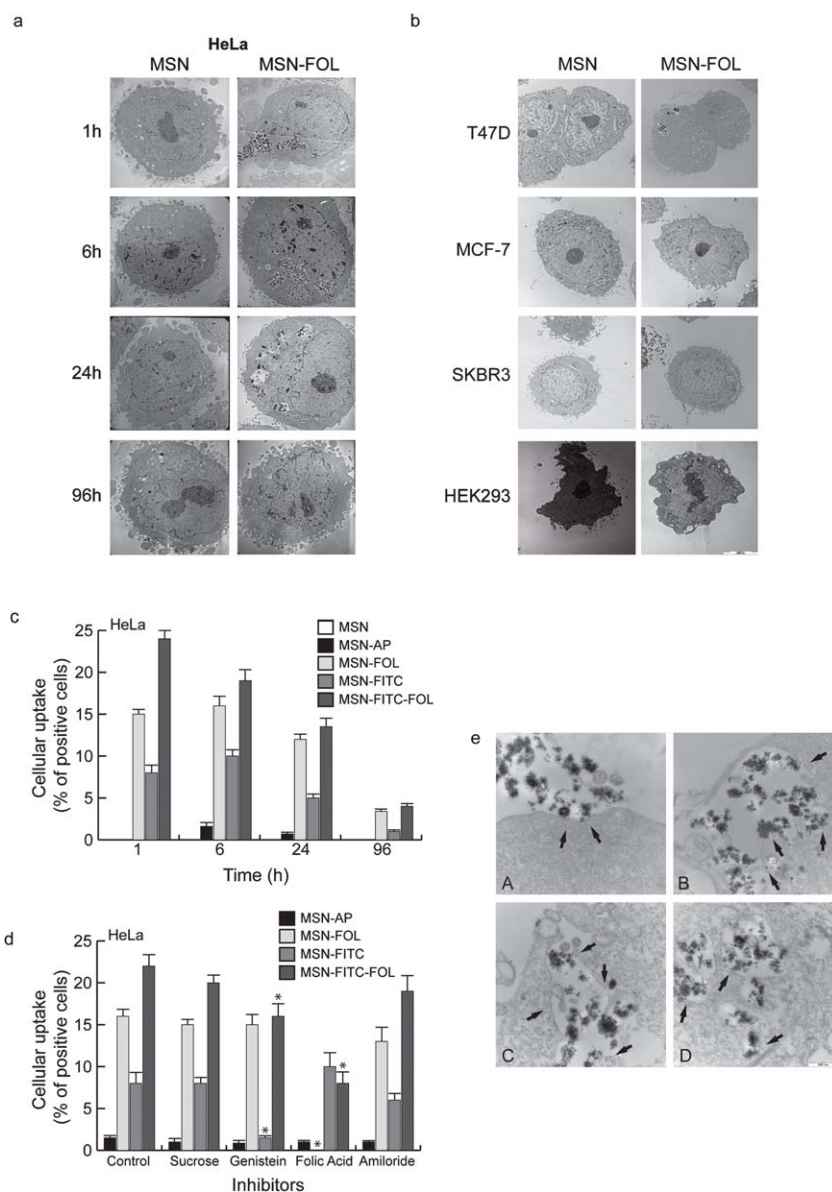 a
HeLa
MSN MSN-FOL
1h
6h
24h
96h
b
MSN MSN-FOL
T47D
MCF-7
SKBR3
HEK293
c
HeLa
MSN
MSN-AP
MSN-FOL
MSN-FITC
MSN-FITC-FOL
Cellular uptake
(% of positive cells)
25
20
15
10
5
0
1 6 24 96
Time (h)
d
HeLa
MSN-AP
MSN-FOL
MSN-FITC
MSN-FITC-FOL
Cellular uptake
(% of positive cells)
25
20
15
10
5
0
* * * *
Control Sucrose Genistein Folic Acid Amiloride
Inhibitors
e
A B
C D